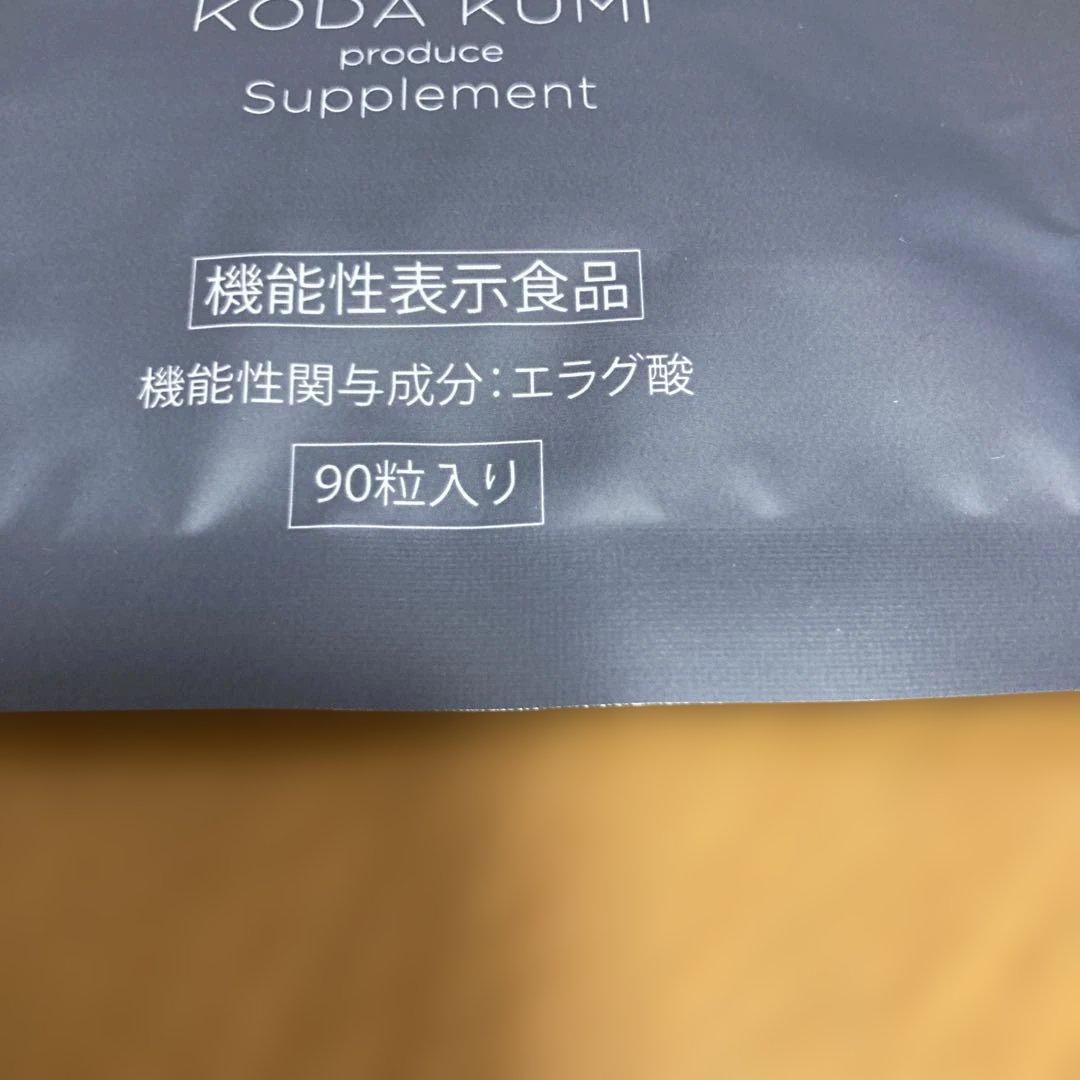 KODA KUMI
produce
Supplement
機能性表示食品
機能性関与成分：エラグ酸
90粒入り